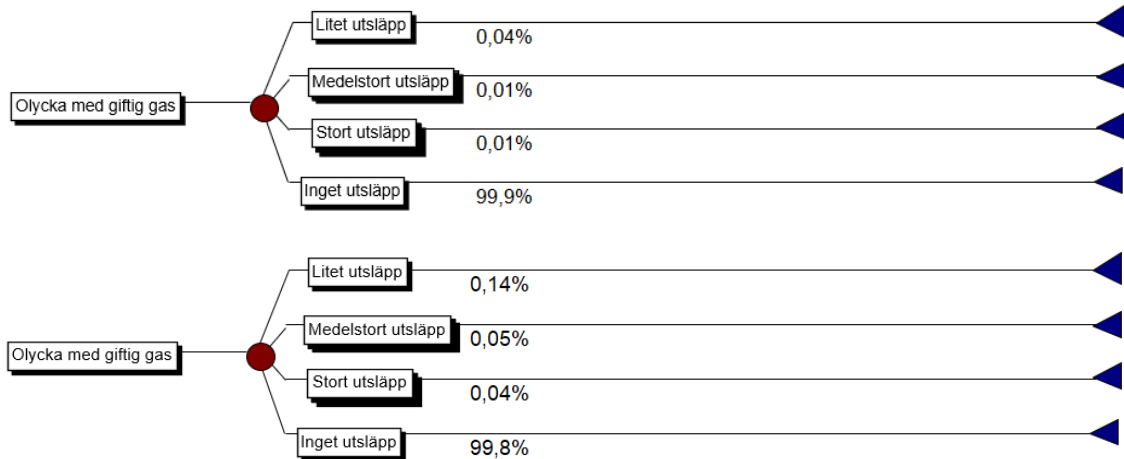 Litet utsläpp
0,04%
Medelstort utsläpp
0,01%
Olycka med giftig gas
Stort utsläpp
0,01%
Inget utsläpp
99,9%
Litet utsläpp
0,14%
Medelstort utsläpp
0,05%
Olycka med giftig gas
Stort utsläpp
0,04%
Inget utsläpp
99,8%